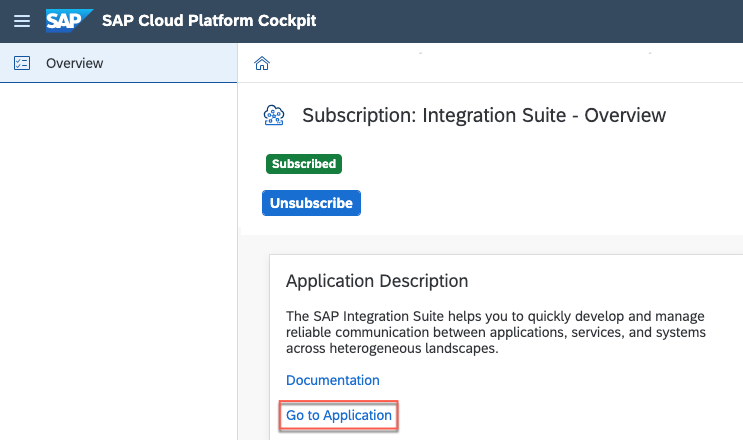 SAP SAP Cloud Platform Cockpit
Overview
Subscription: Integration Suite - Overview
Subscribed
Unsubscribe
Application Description
The SAP Integration Suite helps you to quickly develop and manage
reliable communication between applications, services, and systems
across heterogeneous landscapes.
Documentation
Go to Application